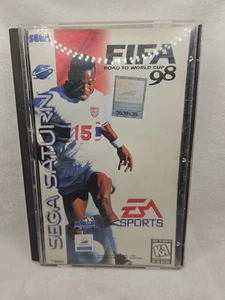 SEGA
FIFA
ROAD TO WORLD CUP
98
15
SEGA SATURN
EA
SPORTS
K-A